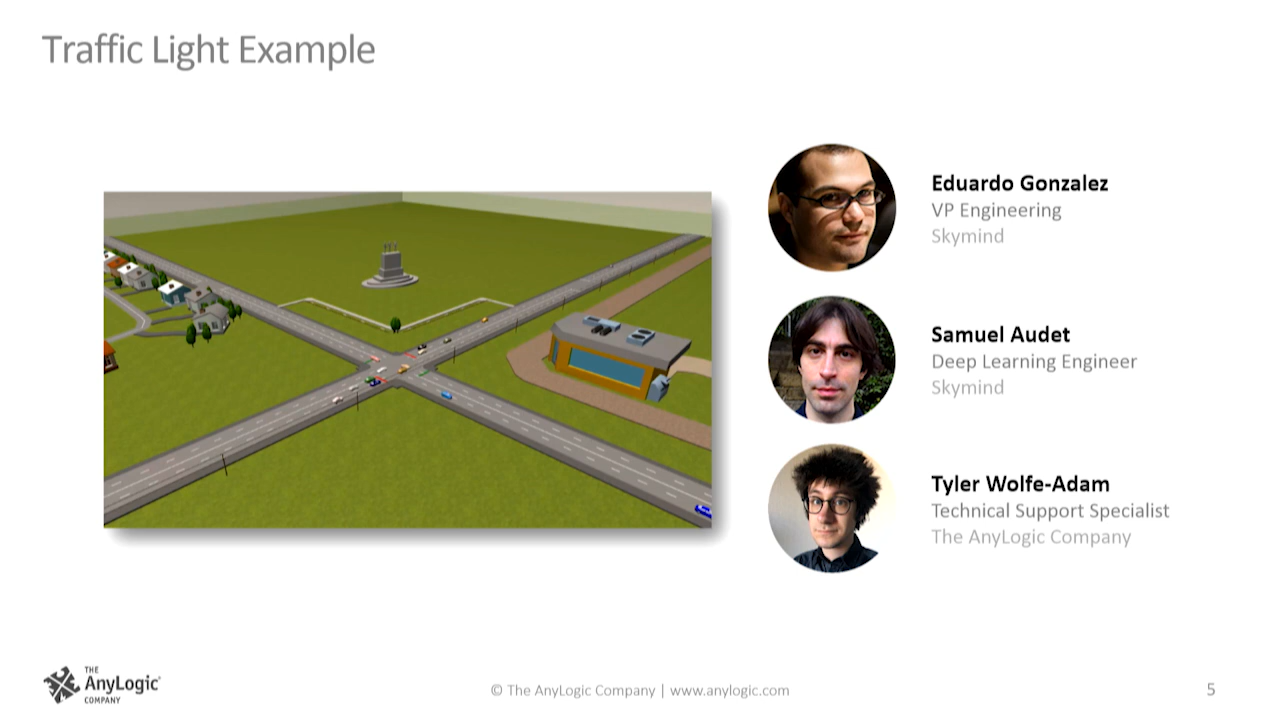 Traffic Light Example
Eduardo Gonzalez
VP Engineering
Skymind
Samuel Audet
Deep Learning Engineer
Skymind
Tyler Wolfe-Adam
Technical Support Specialist
The AnyLogic Company
THE
AnyLogic
COMPANY
© The AnyLogic Company | www.anylogic.com
5